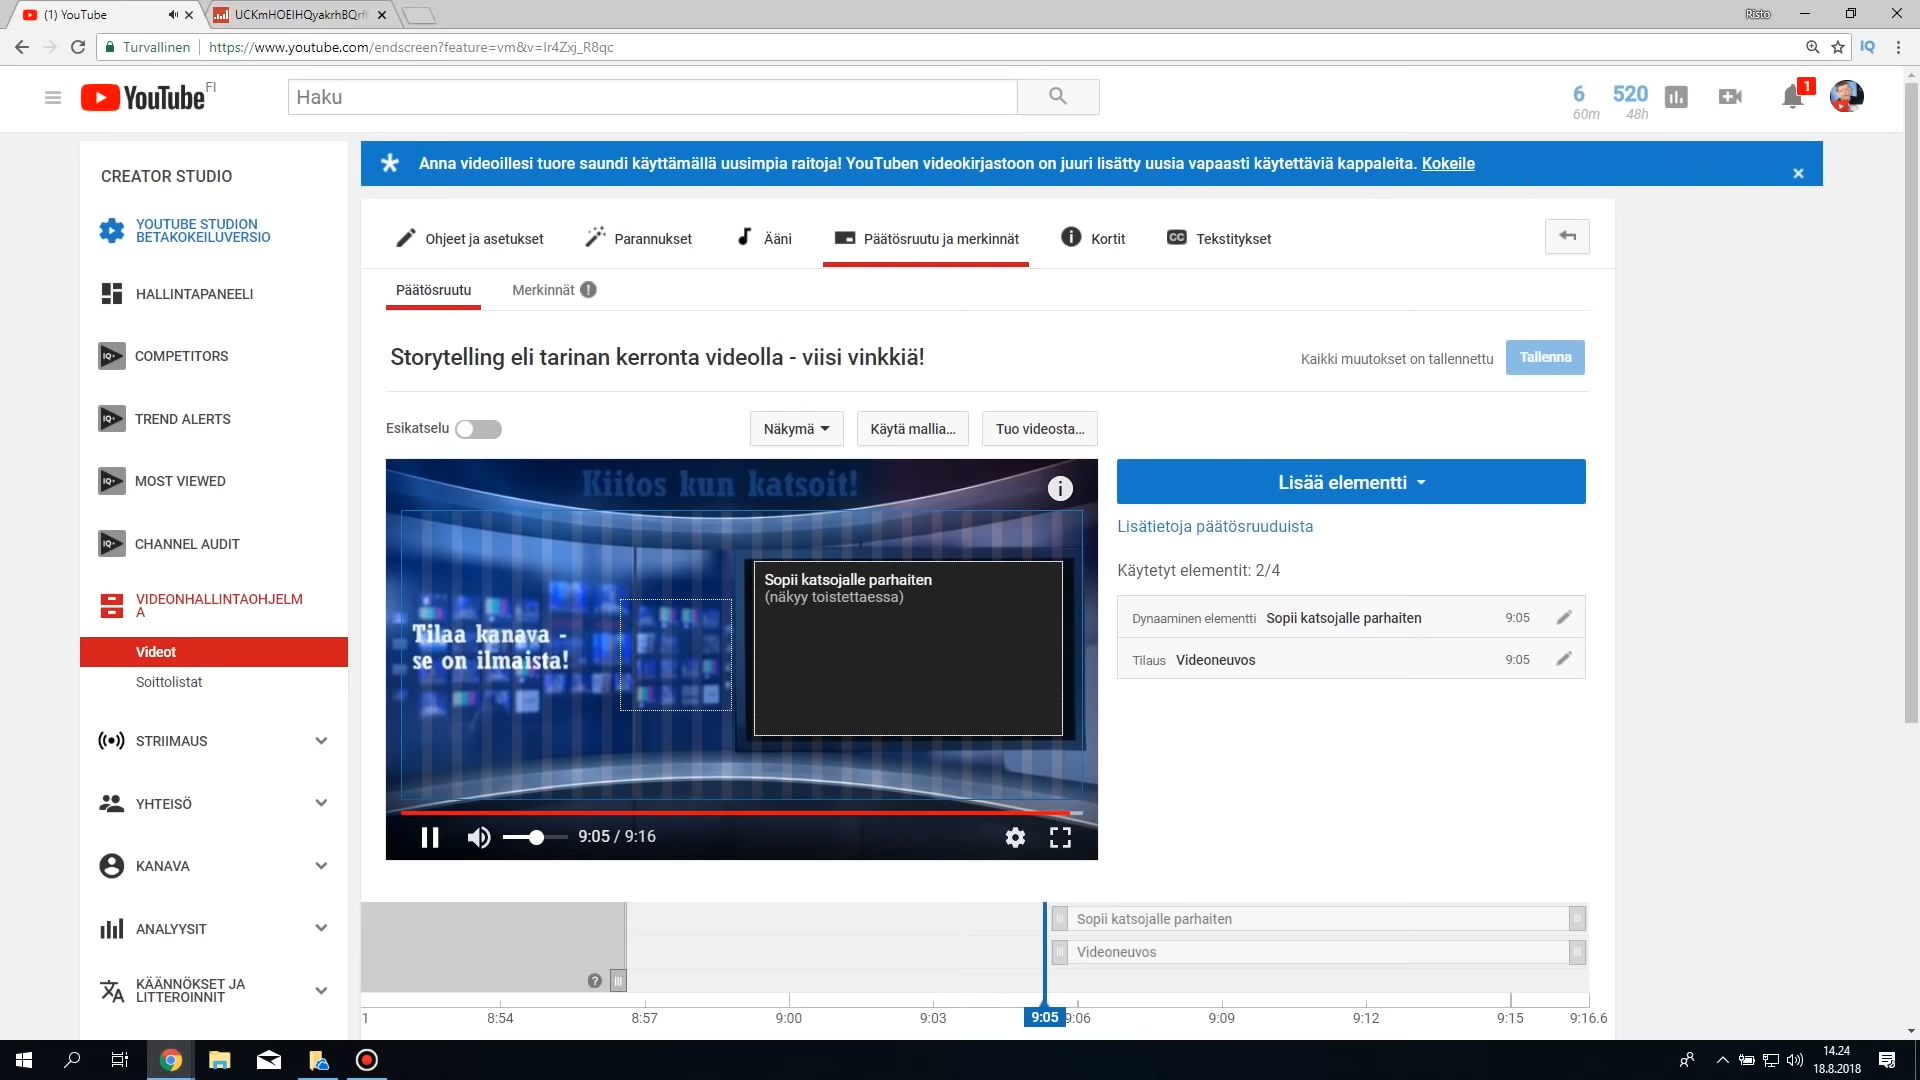 (1) YouTube
UCKmHOEIHQyakrhBQrf
Risto
Turvallinen
https://www.youtube.com/endscreen?feature=vm&v=Ir4Zxj_R8qc
IQ
YouTube FI
Haku
6 520 1
60m 48h
CREATOR STUDIO
YOUTUBE STUDION
BETAKOKEILUVERSIO
HALLINTAPANEELI
COMPETITORS
TREND ALERTS
MOST VIEWED
CHANNEL AUDIT
VIDEONHALLINTAOHJELM
A
Videot
Soittolistat
STRIIMAUS
YHTEISÖ
KANAVA
ANALYYSIT
KÄÄNNÖKSET JA
LITTEROINNIT
Anna videoillesi tuore saundi käyttämällä uusimpia raitoja! YouTuben videokirjastoon on juuri lisätty uusia vapaasti käytettäviä kappaleita. Kokeile
Ohjeet ja asetukset Parannukset Ääni Päätösruutu ja merkinnät Kortit CC Tekstitykset
Päätösruutu Merkinnät
Storytelling eli tarinan kerronta videolla - viisi vinkkiä!
Kaikki muutokset on tallennettu Tallenna
Esikatselu Näkymä Käytä mallia... Tuo videosta...
Kiitos kun katsoit!
Tilaa kanava -
se on ilmaista!
Sopii katsojalle parhaiten
(näkyy toistettaessa)
9:05 / 9:16
Lisää elementti
Lisätietoja päätösruuduista
Käytetyt elementit: 2/4
Dynaaminen elementti Sopii katsojalle parhaiten 9:05
Tilaus Videoneuvos 9:05
Sopii katsojalle parhaiten
Videoneuvos
1 8:54 8:57 9:00 9:03 9:05 9:06 9:09 9:12 9:15 9:16.6
14.24
18.8.2018